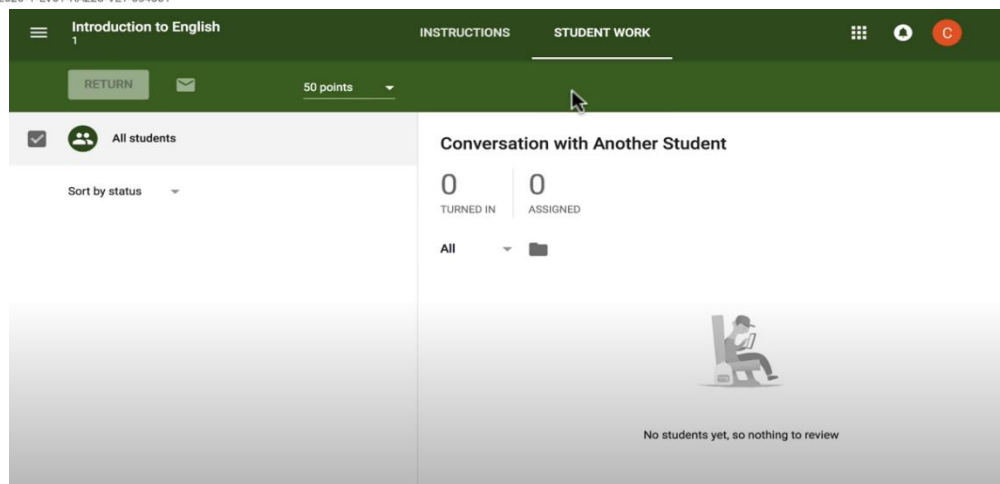 Introduction to English
1
INSTRUCTIONS
STUDENT WORK
C
RETURN
50 points
All students
Sort by status
Conversation with Another Student
0
TURNED IN
0
ASSIGNED
All
No students yet, so nothing to review